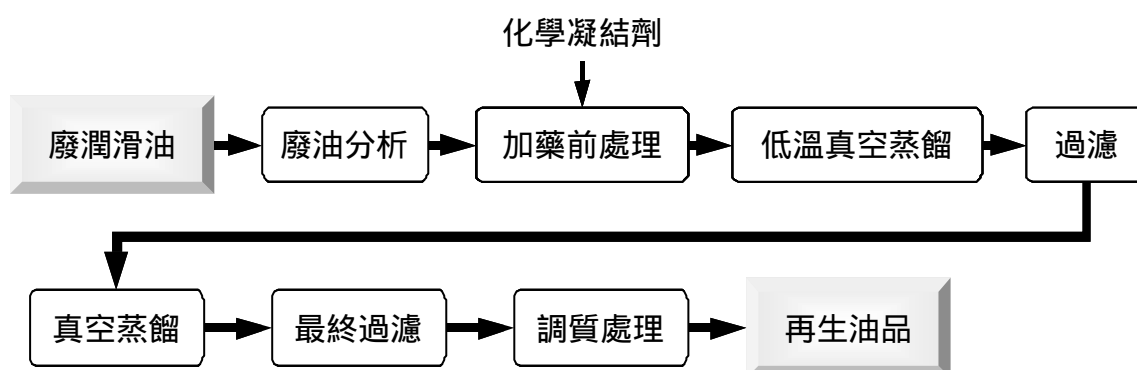 化學凝結劑
廢潤滑油
廢油分析
加藥前處理
低溫真空蒸餾
過濾
真空蒸餾
最終過濾
調質處理
再生油品